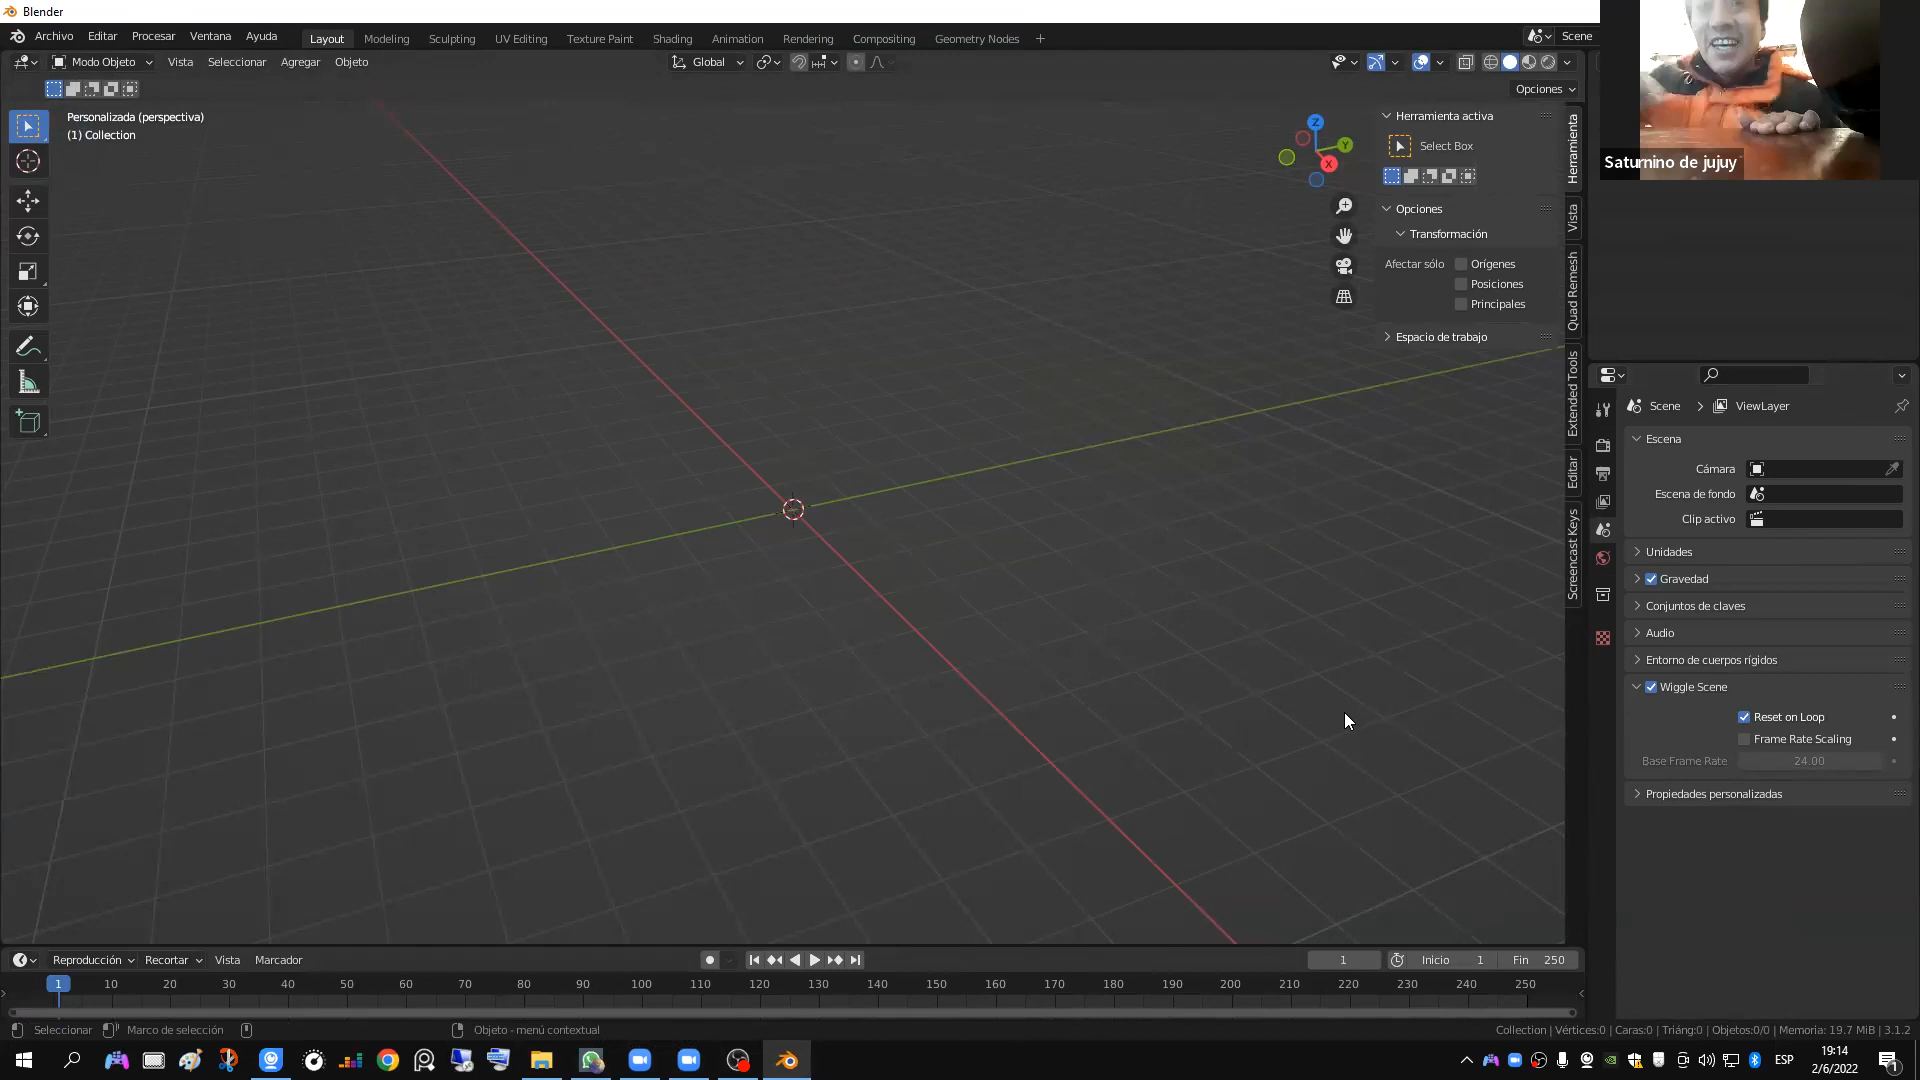 Blender
Archivo Editar Procesar Ventana Ayuda Layout Modeling Sculpting UV Editing Texture Paint Shading Animation Rendering Compositing Geometry Nodes + Scene
Modo Objeto Vista Seleccionar Agregar Objeto Global
Opciones
Personalizada (perspectiva)
(1) Collection
Z
Y
X
Herramienta activa
Select Box
Opciones
Transformación
Afectar sólo Orígenes
Posiciones
Principales
Espacio de trabajo
Herramienta
Vista
Quad Remesh
Extended Tools
Editar
Screencast Keys
Saturnino de jujuy
Scene > ViewLayer
Escena
Cámara
Escena de fondo
Clip activo
Unidades
Gravedad
Conjuntos de claves
Audio
Entorno de cuerpos rígidos
Wiggle Scene
Reset on Loop
Frame Rate Scaling
Base Frame Rate 24.00
Propiedades personalizadas
Reproducción Recortar Vista Marcador 1 Inicio 1 Fin 250
1 10 20 30 40 50 60 70 80 90 100 110 120 130 140 150 160 170 180 190 200 210 220 230 240 250
Seleccionar Marco de selección Objeto - menú contextual Collection | Vértices:0 | Caras:0 | Triáng:0 | Objetos:0/0 | Memoria: 19.7 MiB | 3.1.2
ESP 19:14
2/6/2022
1